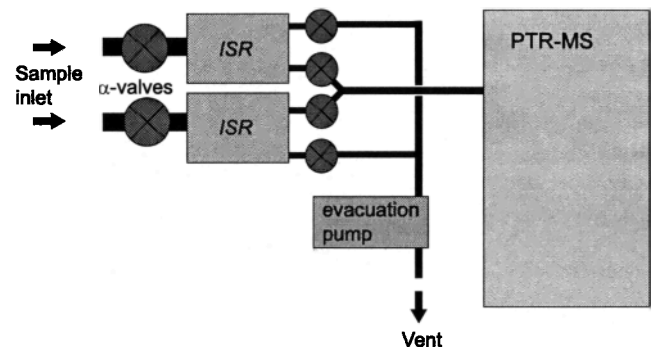 ISR
PTR-MS
Sample
inlet
α-valves
ISR
evacuation
pump
Vent